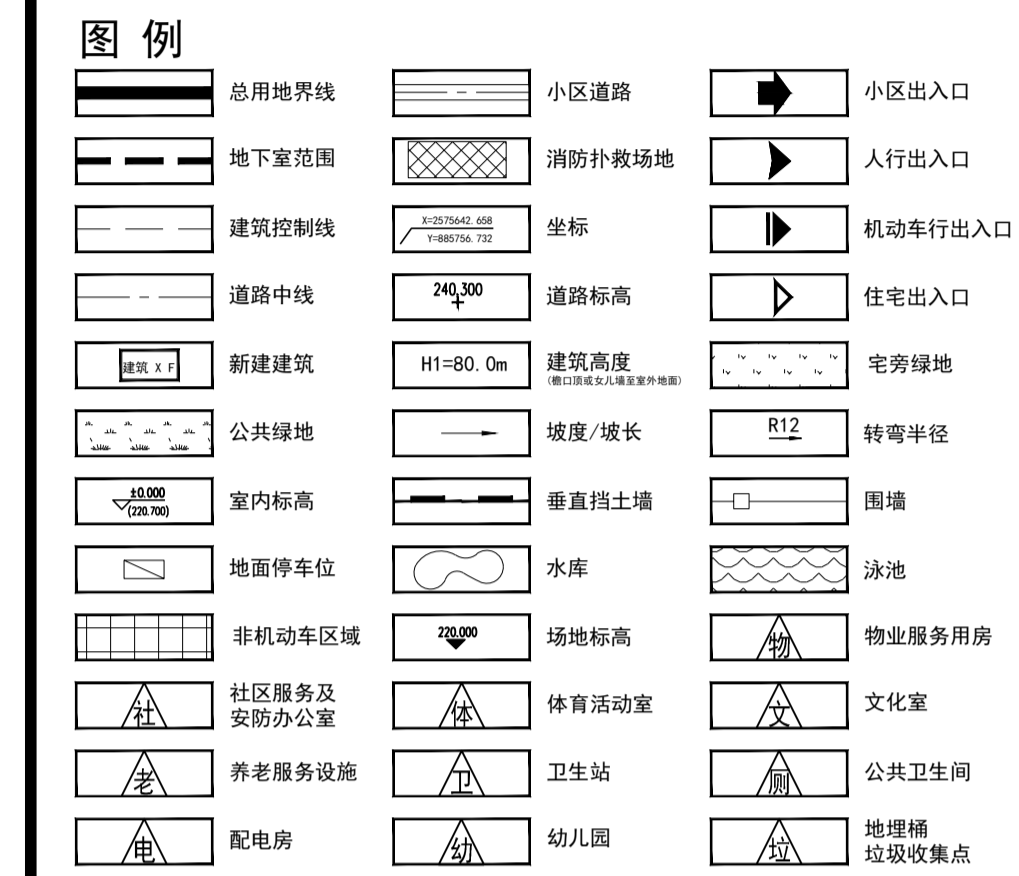 图 例
总用地界线
小区道路
小区出入口
地下室范围
消防扑救场地
人行出入口
建筑控制线
X=2575642.658
Y=885756.732
坐标
机动车行出入口
道路中线
240.300
道路标高
住宅出入口
建筑 X F
新建建筑
H1=80.0m
建筑高度
(檐口顶或女儿墙至室外地面)
宅旁绿地
公共绿地
坡度/坡长
R12
转弯半径
±0.000
(220.700)
室内标高
垂直挡土墙
围墙
地面停车位
水库
泳池
非机动车区域
220.000
场地标高
物
物业服务用房
社
社区服务及
安防办公室
体
体育活动室
文
文化室
老
养老服务设施
卫
卫生站
厕
公共卫生间
电
配电房
幼
幼儿园
垃
地埋桶
垃圾收集点